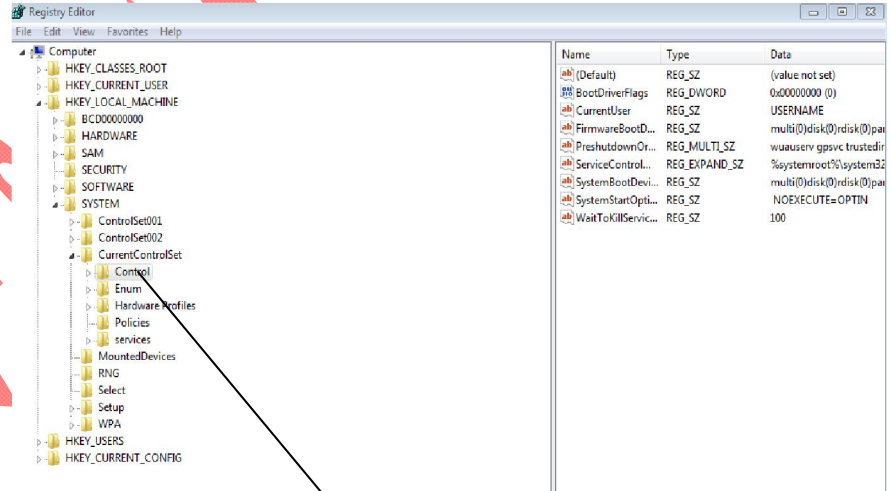 Registry Editor
File Edit View Favorites Help
Computer
HKEY_CLASSES_ROOT
HKEY_CURRENT_USER
HKEY_LOCAL_MACHINE
BCD00000000
HARDWARE
SAM
SECURITY
SOFTWARE
SYSTEM
ControlSet001
ControlSet002
CurrentControlSet
Control
Enum
Hardware Profiles
Policies
services
MountedDevices
RNG
Select
Setup
WPA
HKEY_USERS
HKEY_CURRENT_CONFIG
Name Type Data
(Default) REG_SZ (value not set)
BootDriverFlags REG_DWORD 0x00000000 (0)
CurrentUser REG_SZ USERNAME
FirmwareBootD... REG_SZ multi(0)disk(0)rdisk(0)par
PreshutdownOr... REG_MULTI_SZ wuauserv gpsvc trustedir
ServiceControl... REG_EXPAND_SZ %systemroot%\system32
SystemBootDevi... REG_SZ multi(0)disk(0)rdisk(0)par
SystemStartOpti... REG_SZ NOEXECUTE=OPTIN
WaitToKillServic... REG_SZ 100